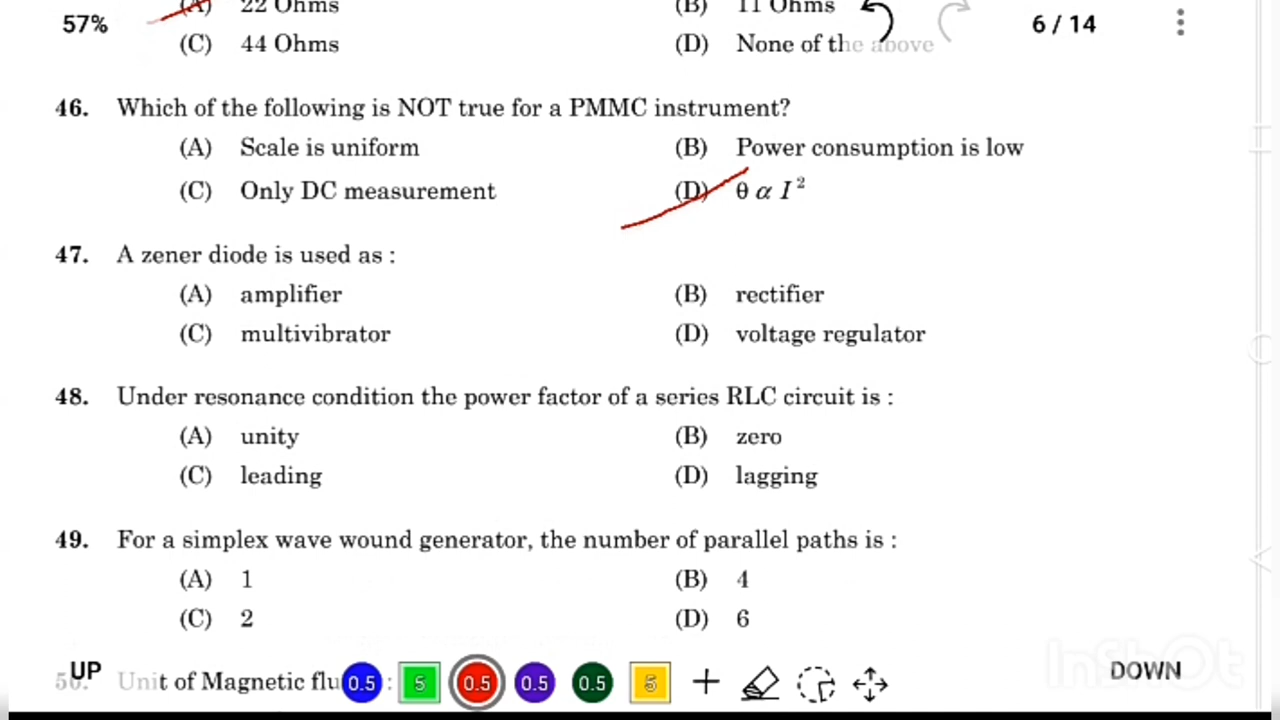 (A) 22 Ohms (B) 11 Ohms
57% 6 / 14
(C) 44 Ohms (D) None of the above
46. Which of the following is NOT true for a PMMC instrument?
(A) Scale is uniform (B) Power consumption is low
(C) Only DC measurement (D) θ α I²
47. A zener diode is used as :
(A) amplifier (B) rectifier
(C) multivibrator (D) voltage regulator
48. Under resonance condition the power factor of a series RLC circuit is :
(A) unity (B) zero
(C) leading (D) lagging
49. For a simplex wave wound generator, the number of parallel paths is :
(A) 1 (B) 4
(C) 2 (D) 6
UP
50. Unit of Magnetic flu 0.5 : 5 0.5 0.5 0.5 5 DOWN
InShOt